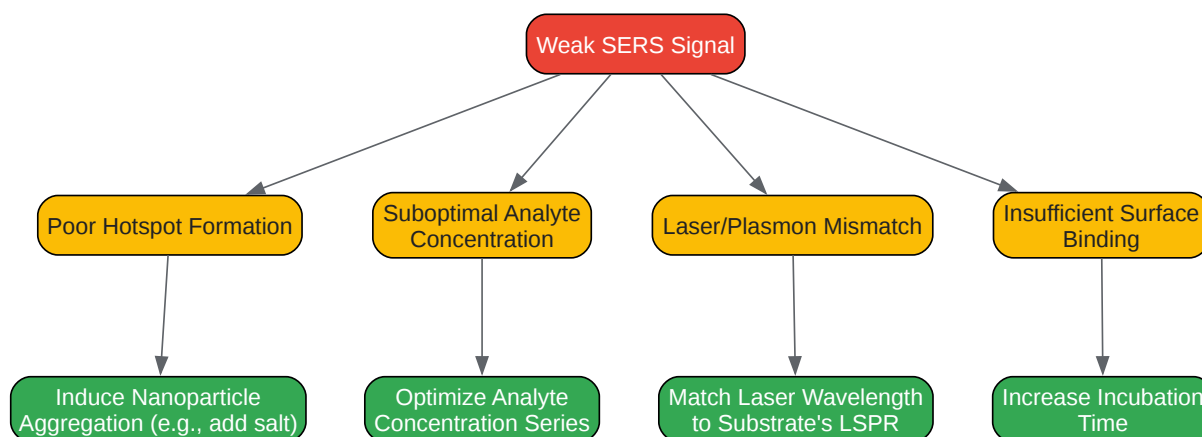 Weak SERS Signal
Poor Hotspot Formation
Suboptimal Analyte
Concentration
Laser/Plasmon Mismatch
Insufficient Surface
Binding
Induce Nanoparticle
Aggregation (e.g., add salt)
Optimize Analyte
Concentration Series
Match Laser Wavelength
to Substrate's LSPR
Increase Incubation
Time